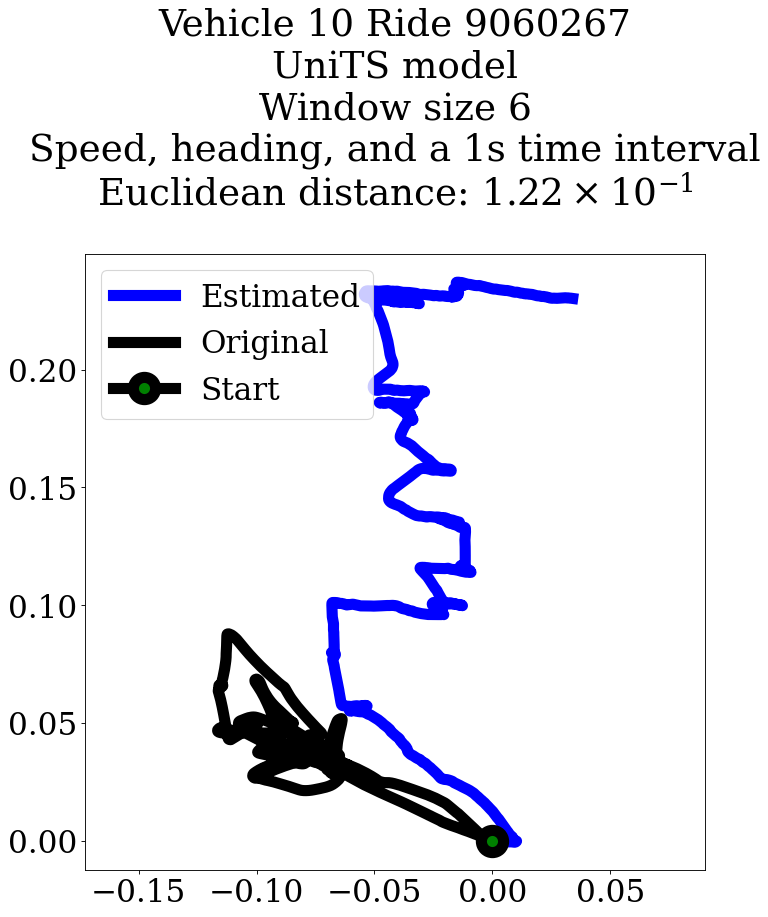 Vehicle 10 Ride 9060267
UniTS model
Window size 6
Speed, heading, and a 1s time interval
Euclidean distance: 1.22 × 10⁻¹
Estimated
Original
Start
0.20
0.15
0.10
0.05
0.00
−0.15 −0.10 −0.05 0.00 0.05